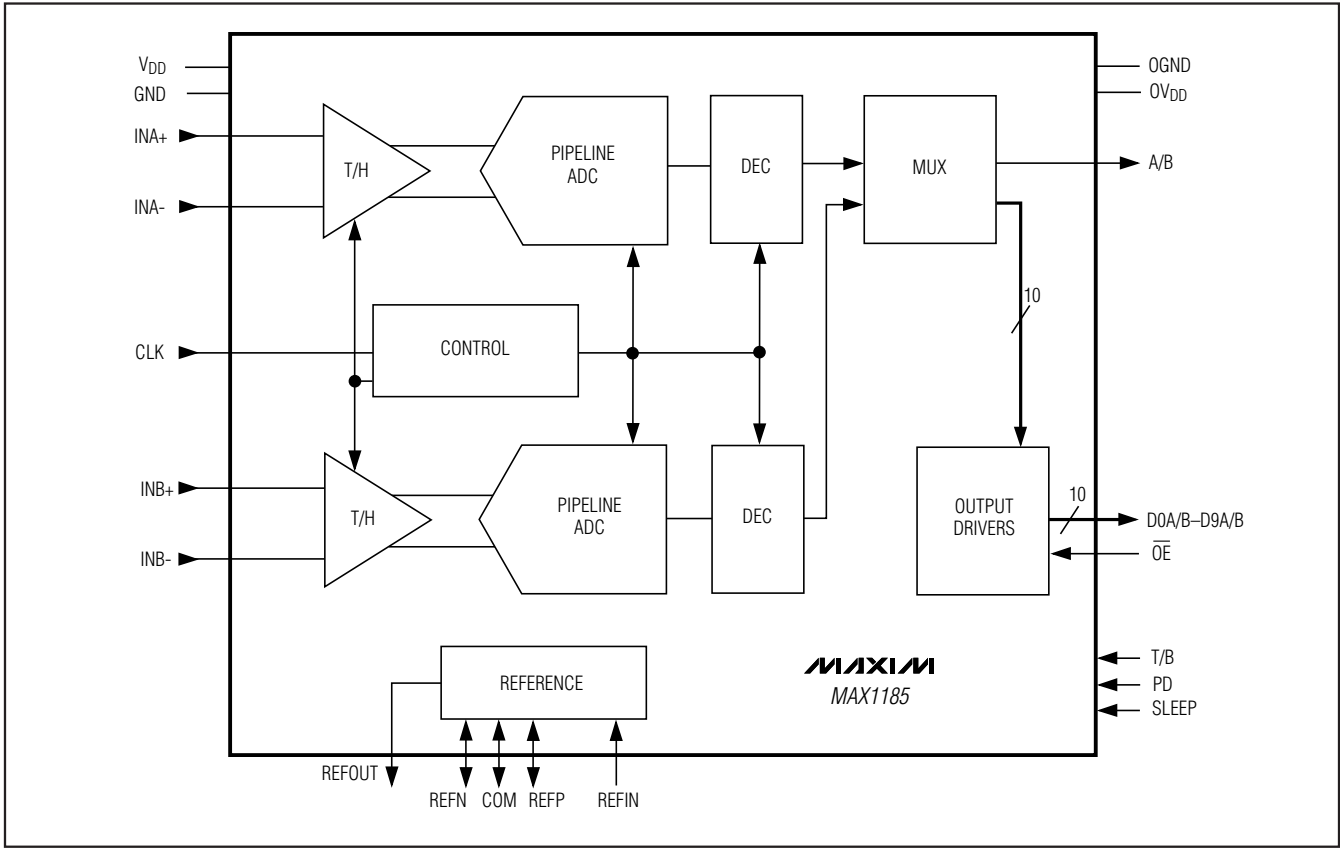 VDD
GND
INA+
INA-
CLK
INB+
INB-
T/H
PIPELINE
ADC
DEC
MUX
CONTROL
10
T/H
PIPELINE
ADC
DEC
OUTPUT
DRIVERS
10
OGND
OVDD
A/B
D0A/B–D9A/B
O̅E̅
T/B
PD
SLEEP
REFERENCE
MAXIM
MAX1185
REFOUT
REFN
COM
REFP
REFIN